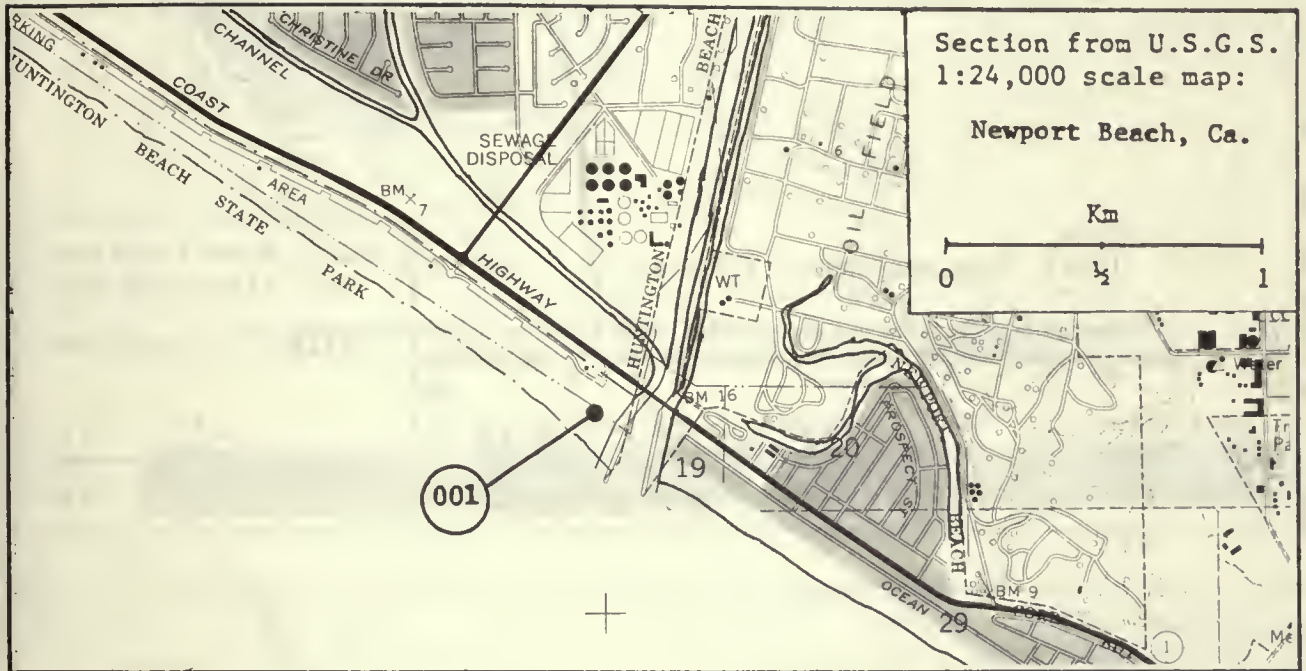 Section from U.S.G.S.
1:24,000 scale map:
Newport Beach, Ca.
Km
0 ½ 1
CHRISTINE DR
CHANNEL
COAST
HIGHWAY
BEACH
HUNTINGTON
BEACH
STATE
PARK
AREA
BM
7
SEWAGE
DISPOSAL
OIL FIELD
6
WT
HUNTINGTON
BM 16
NEWPORT
BEACH
PROSPECT ST
19
20
29
001
OCEAN
BM 9
1